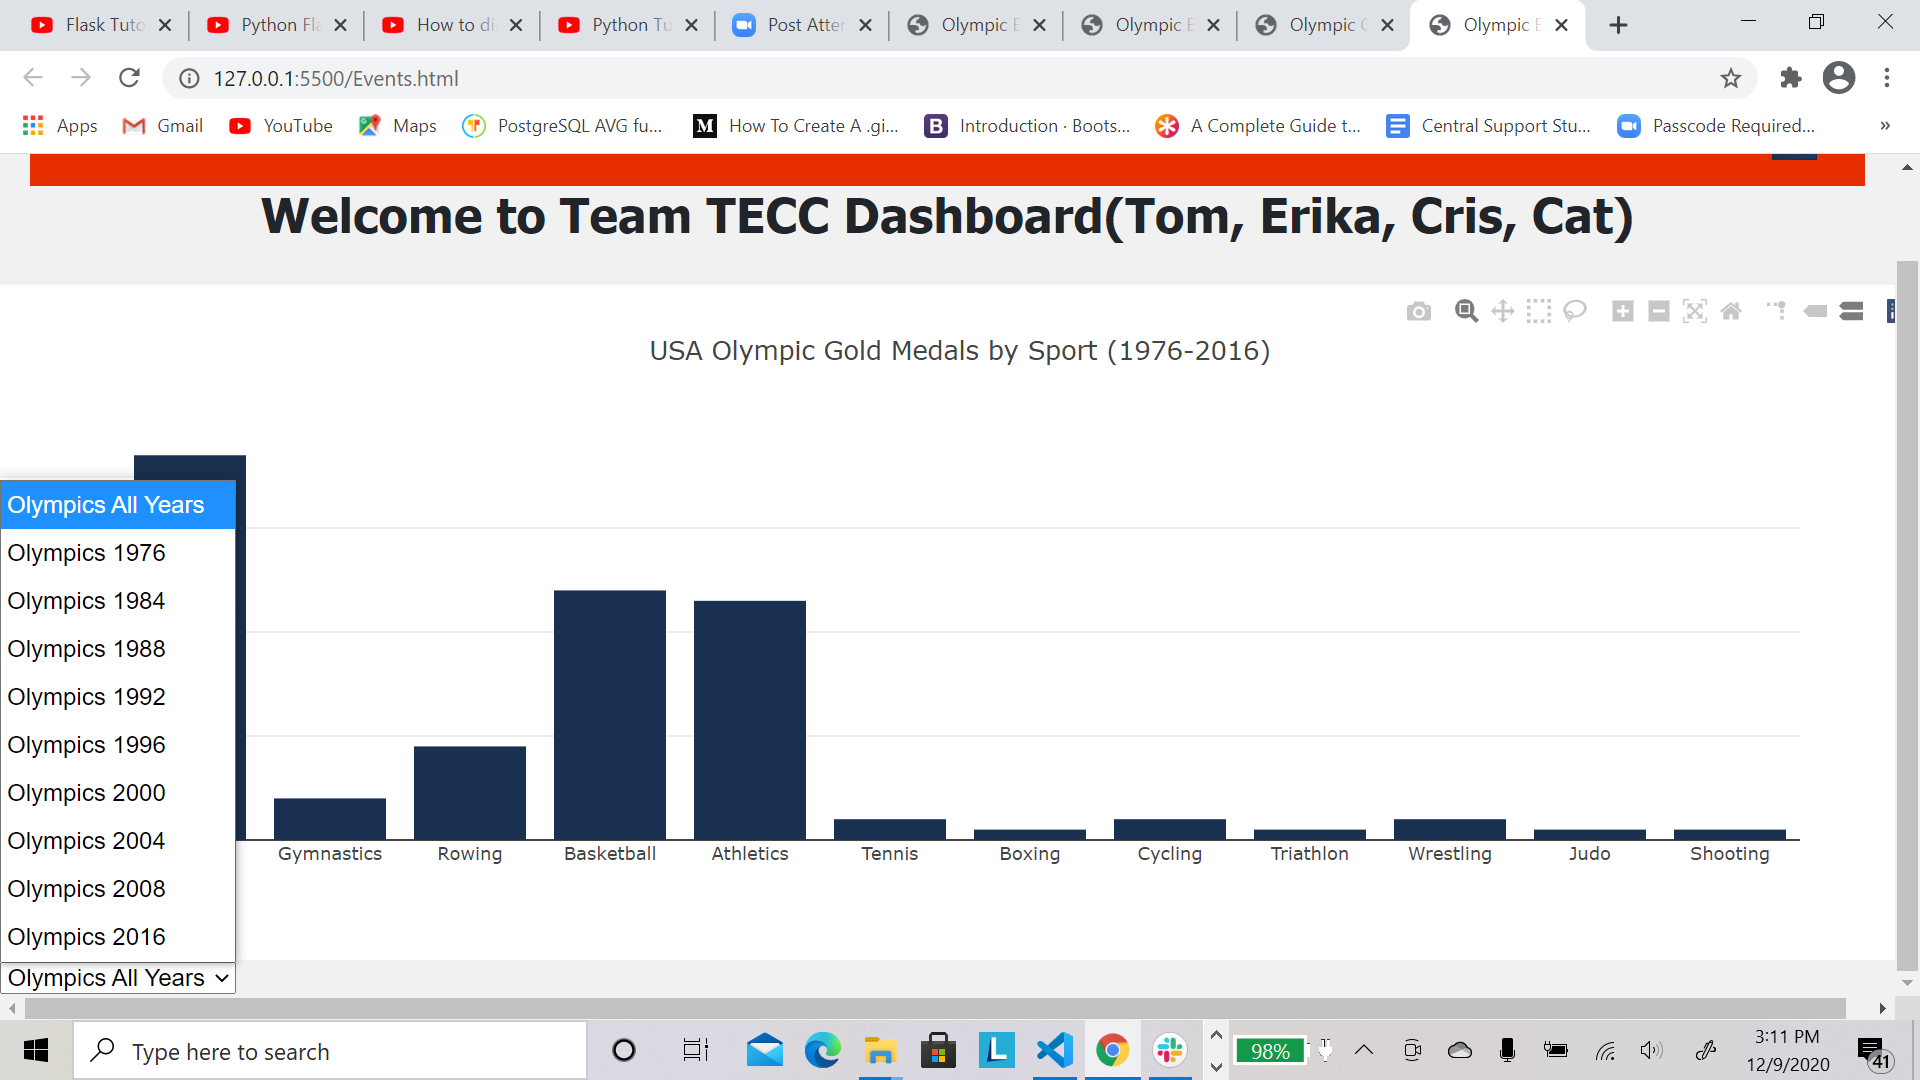 Flask Tuto
Python Fla
How to di
Python Tu
Post Atter
Olympic E
Olympic E
Olympic G
Olympic E
127.0.0.1:5500/Events.html
Apps
Gmail
YouTube
Maps
PostgreSQL AVG fu...
How To Create A .gi...
Introduction · Boots...
A Complete Guide t...
Central Support Stu...
Passcode Required...
»
Welcome to Team TECC Dashboard(Tom, Erika, Cris, Cat)
USA Olympic Gold Medals by Sport (1976-2016)
Olympics All Years
Olympics 1976
Olympics 1984
Olympics 1988
Olympics 1992
Olympics 1996
Olympics 2000
Olympics 2004
Olympics 2008
Olympics 2016
Gymnastics
Rowing
Basketball
Athletics
Tennis
Boxing
Cycling
Triathlon
Wrestling
Judo
Shooting
Olympics All Years
Type here to search
98%
3:11 PM
12/9/2020
41